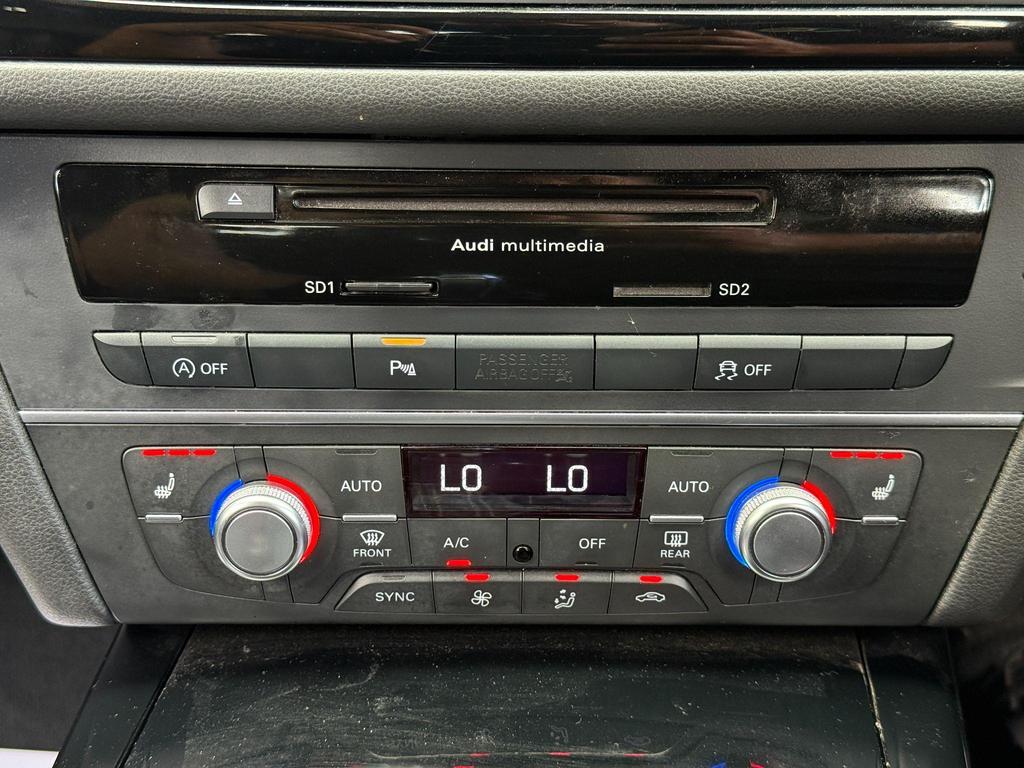 Audi multimedia
SD1 SD2
A OFF P PASSENGER AIRBAG OFF OFF
AUTO LO LO AUTO
FRONT A/C OFF REAR
SYNC